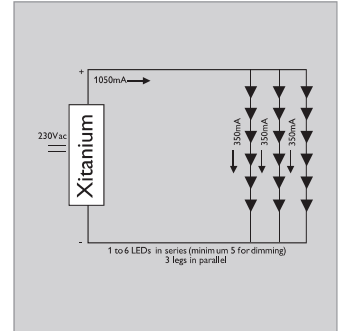 +
1050mA
230Vac
Xitanium
350mA
350mA
350mA
-
1 to 6 LEDs in series (minimum 5 for dimming)
3 legs in parallel